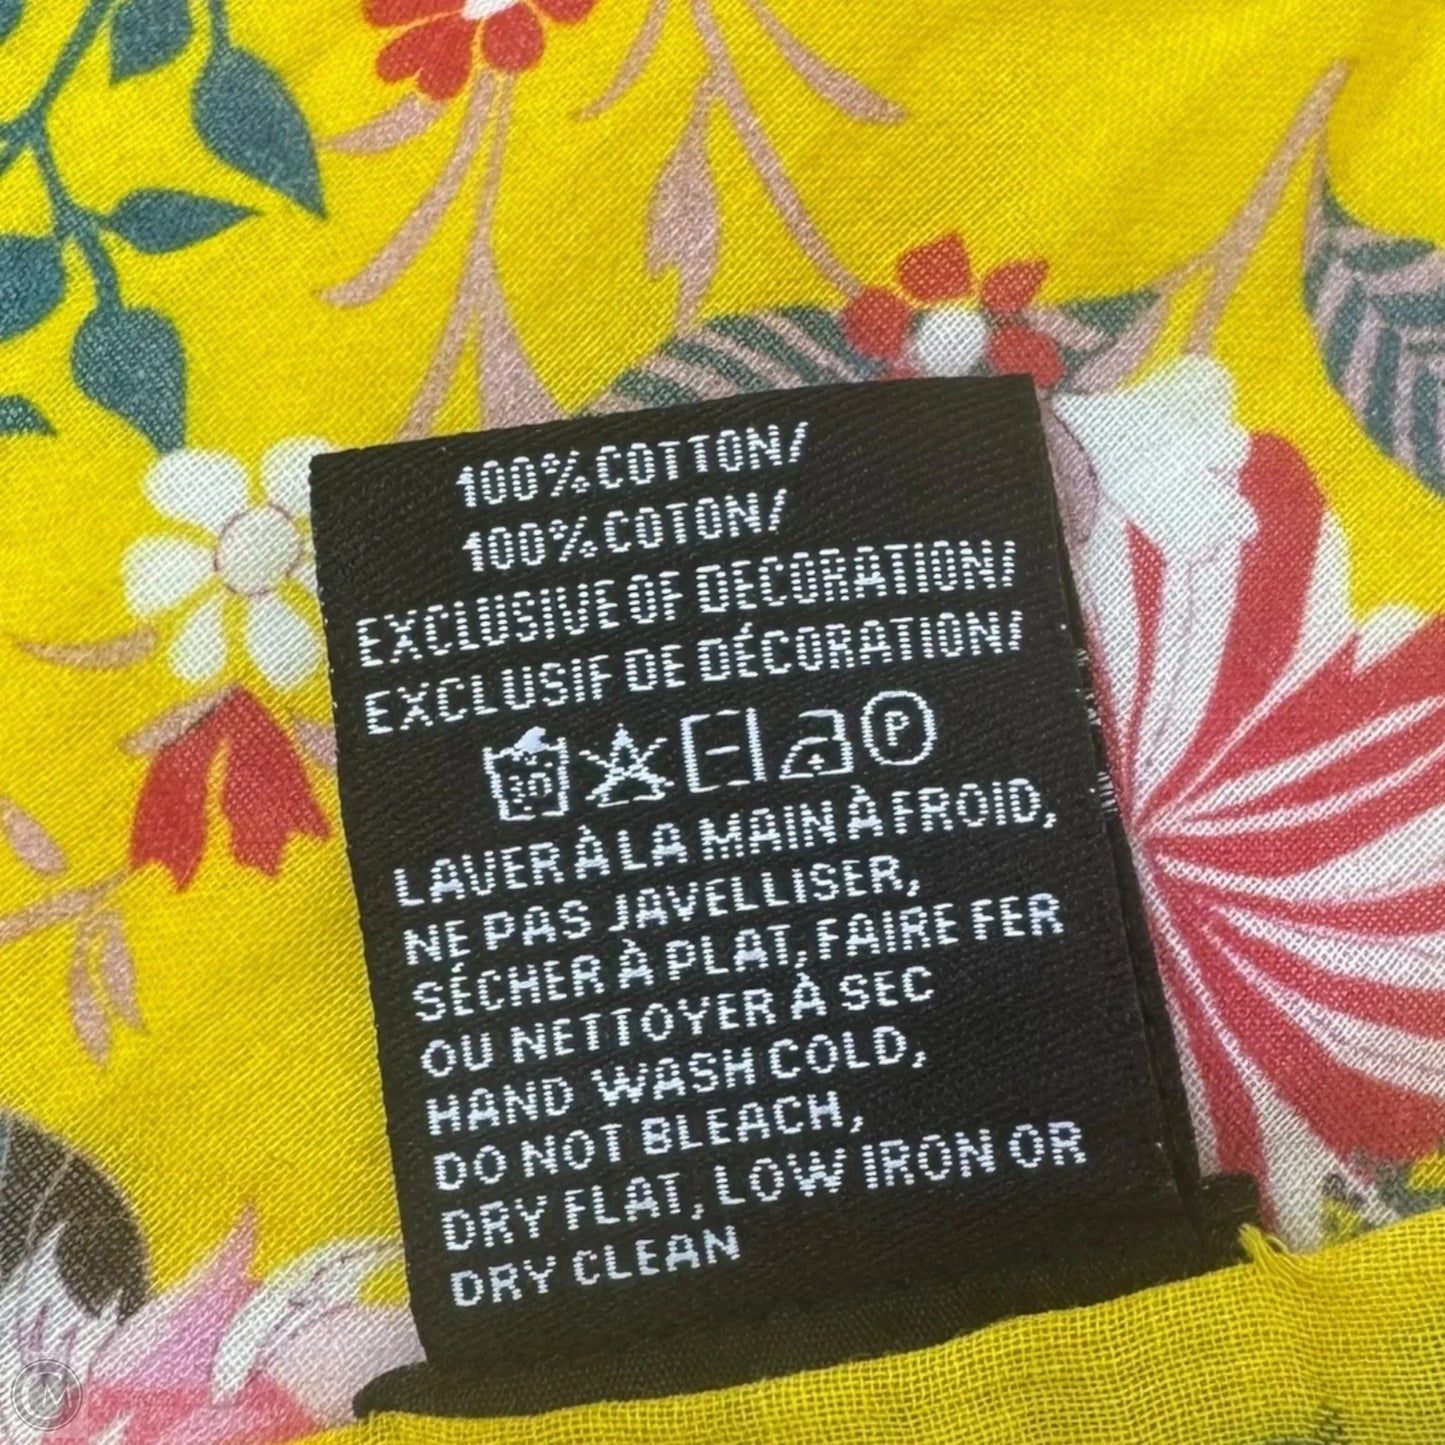 100% COTTON/
100% COTON/
EXCLUSIVE OF DECORATION/
EXCLUSIF DE DÉCORATION/
30 P
LAVER À LA MAIN À FROID,
NE PAS JAVELLISER,
SÉCHER À PLAT, FAIRE FER
OU NETTOYER À SEC
HAND WASH COLD,
DO NOT BLEACH,
DRY FLAT, LOW IRON OR
DRY CLEAN
M